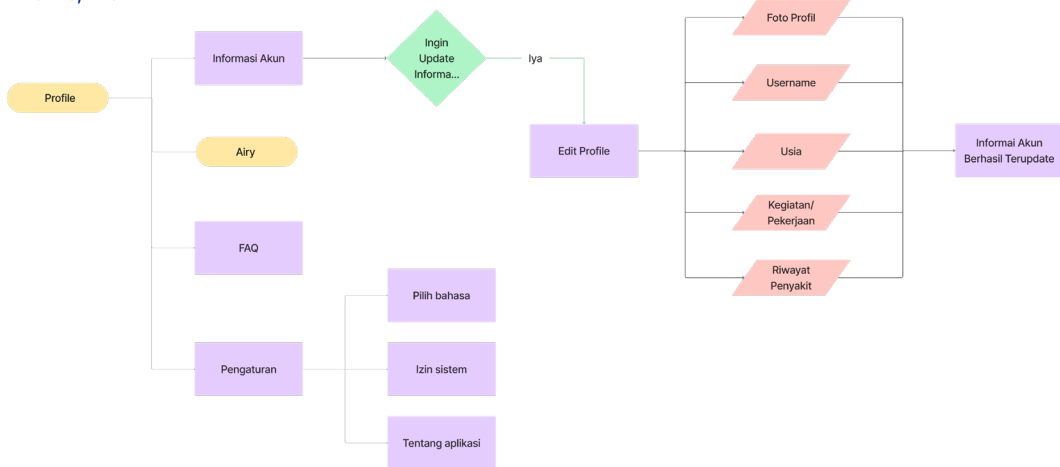 Profile
Informasi Akun
Ingin
Update
Informa...
Iya
Airy
FAQ
Pengaturan
Pilih bahasa
Izin sistem
Tentang aplikasi
Edit Profile
Foto Profil
Username
Usia
Kegiatan/
Pekerjaan
Riwayat
Penyakit
Informai Akun
Berhasil Terupdate